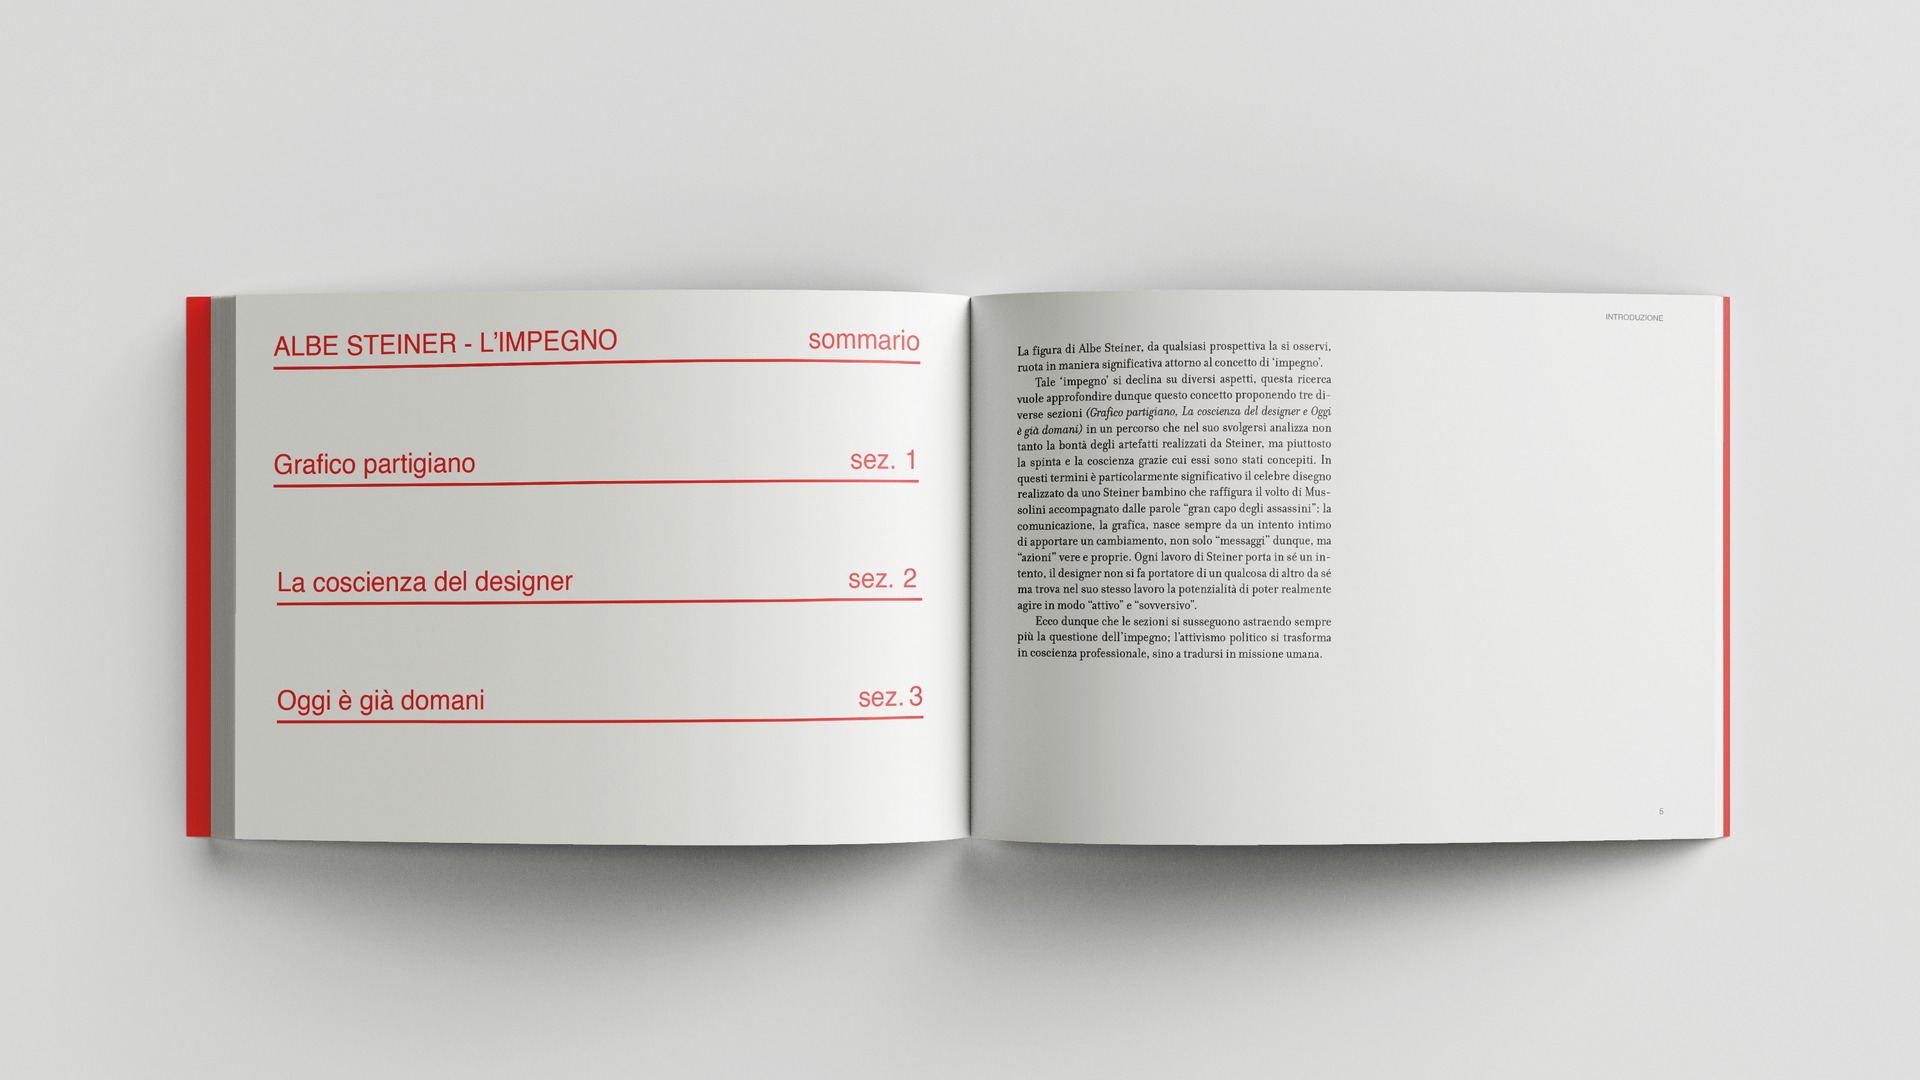 ALBE STEINER - L’IMPEGNO sommario
Grafico partigiano sez. 1
La coscienza del designer sez. 2
Oggi è già domani sez. 3
INTRODUZIONE
La figura di Albe Steiner, da qualsiasi prospettiva la si osservi,
ruota in maniera significativa attorno al concetto di ‘impegno’.
Tale ‘impegno’ si declina su diversi aspetti, questa ricerca
vuole approfondire dunque questo concetto proponendo tre di-
verse sezioni (Grafico partigiano, La coscienza del designer e Oggi
è già domani) in un percorso che nel suo svolgersi analizza non
tanto la bontà degli artefatti realizzati da Steiner, ma piuttosto
la spinta e la coscienza grazie cui essi sono stati concepiti. In
questi termini è particolarmente significativo il celebre disegno
realizzato da uno Steiner bambino che raffigura il volto di Mus-
solini accompagnato dalle parole “gran capo degli assassini”: la
comunicazione, la grafica, nasce sempre da un intento intimo
di apportare un cambiamento, non solo “messaggi” dunque, ma
“azioni” vere e proprie. Ogni lavoro di Steiner porta in sé un in-
tento, il designer non si fa portatore di un qualcosa di altro da sé
ma trova nel suo stesso lavoro la potenzialità di poter realmente
agire in modo “attivo” e “sovversivo”.
Ecco dunque che le sezioni si susseguono astraendo sempre
più la questione dell’impegno; l’attivismo politico si trasforma
in coscienza professionale, sino a tradursi in missione umana.
5